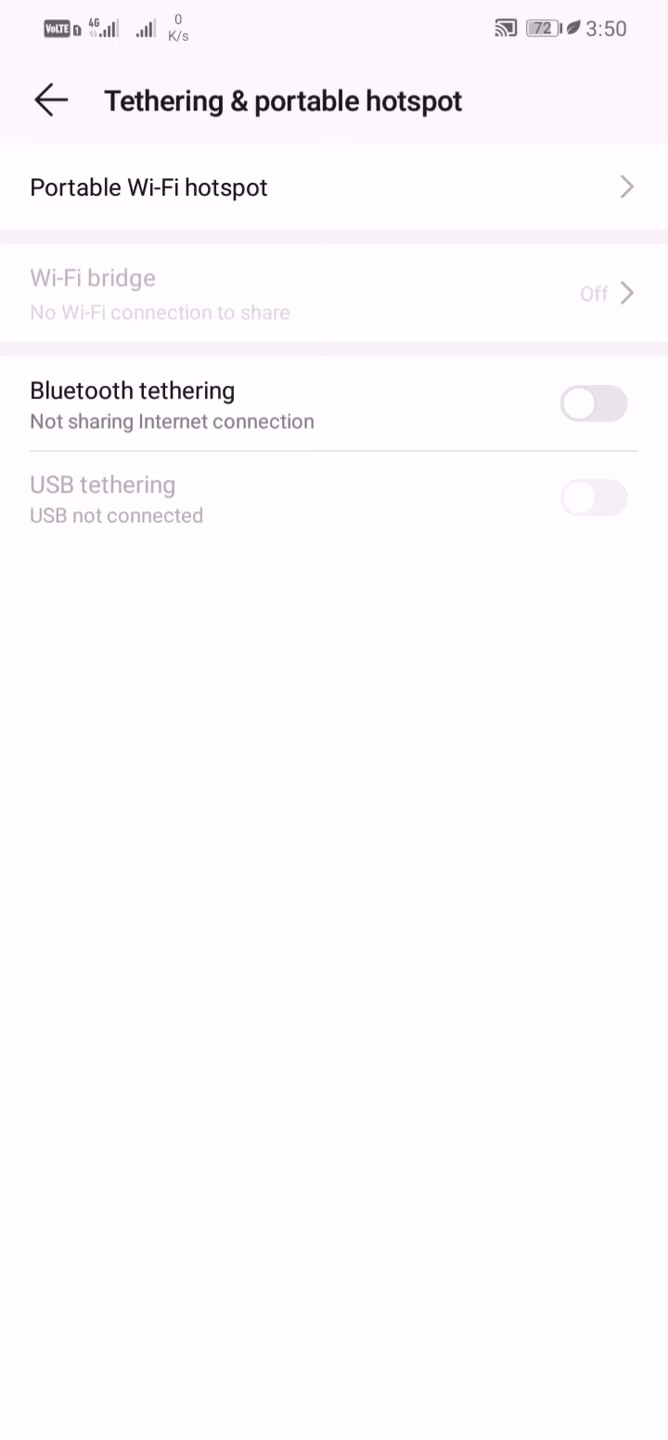 VoLTE 4G 0 K/s 72 3:50
Tethering & portable hotspot
Portable Wi-Fi hotspot
Wi-Fi bridge
No Wi-Fi connection to share
Off
Bluetooth tethering
Not sharing Internet connection
USB tethering
USB not connected